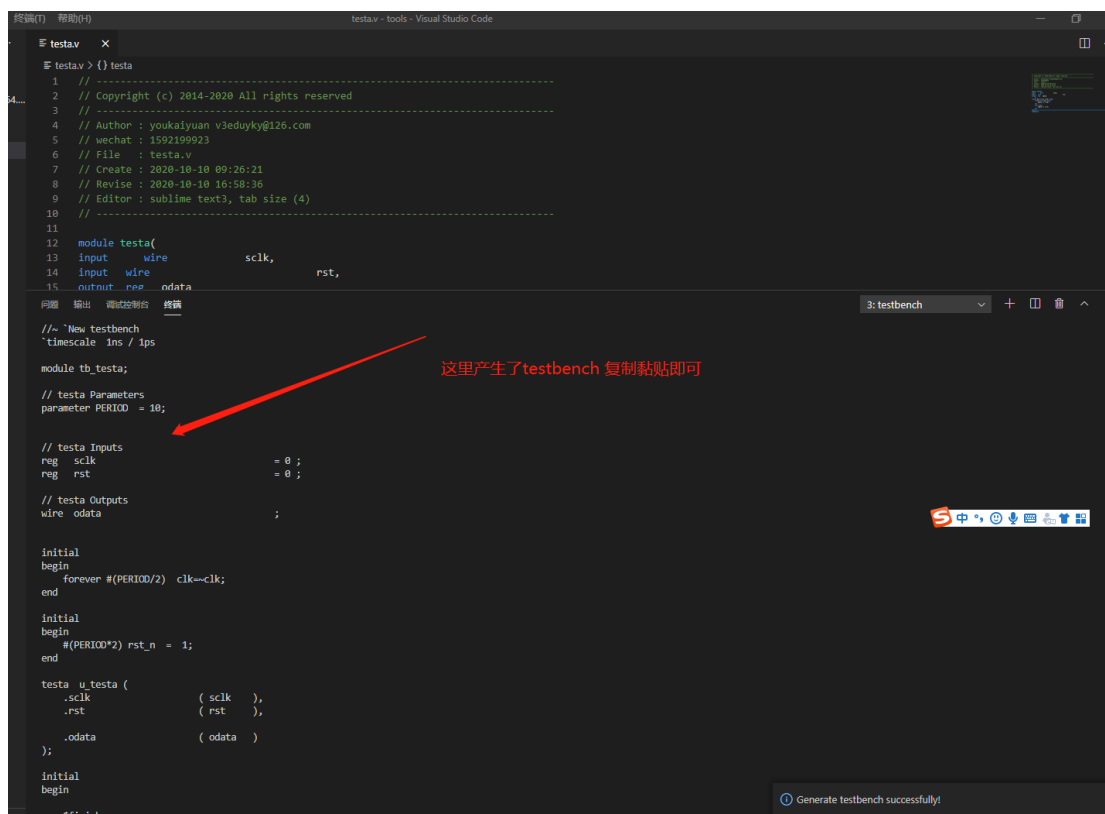 终端(T) 帮助(H) testa.v - tools - Visual Studio Code
testa.v
testa.v > {} testa
1 // ---------------------------------------------------------------------------
2 // Copyright (c) 2014-2020 All rights reserved
3 // ---------------------------------------------------------------------------
4 // Author : youkaiyuan v3eduyky@126.com
5 // wechat : 1592199923
6 // File : testa.v
7 // Create : 2020-10-10 09:26:21
8 // Revise : 2020-10-10 16:58:36
9 // Editor : sublime text3, tab size (4)
10 // ---------------------------------------------------------------------------
11
12 module testa(
13 input wire sclk,
14 input wire rst,
15 output reg odata
64....
问题 输出 调试控制台 终端 3: testbench
//~ `New testbench
`timescale 1ns / 1ps
module tb_testa;
这里产生了testbench 复制黏贴即可
// testa Parameters
parameter PERIOD = 10;
// testa Inputs
reg sclk = 0 ;
reg rst = 0 ;
// testa Outputs
wire odata ;
中
initial
begin
forever #(PERIOD/2) clk=~clk;
end
initial
begin
#(PERIOD*2) rst_n = 1;
end
testa u_testa (
.sclk ( sclk ),
.rst ( rst ),
.odata ( odata )
);
initial
begin
Generate testbench successfully!